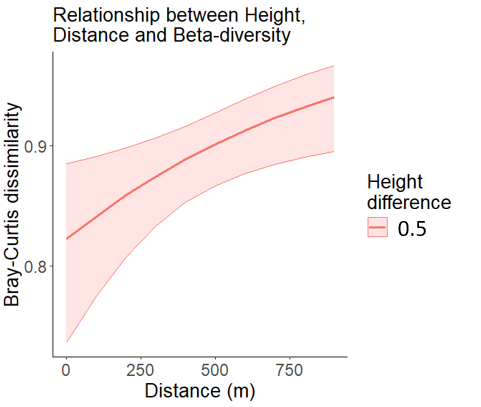 Relationship between Height,
Distance and Beta-diversity
Bray-Curtis dissimilarity
0.9
0.8
0
250
500
750
Distance (m)
Height
difference
0.5